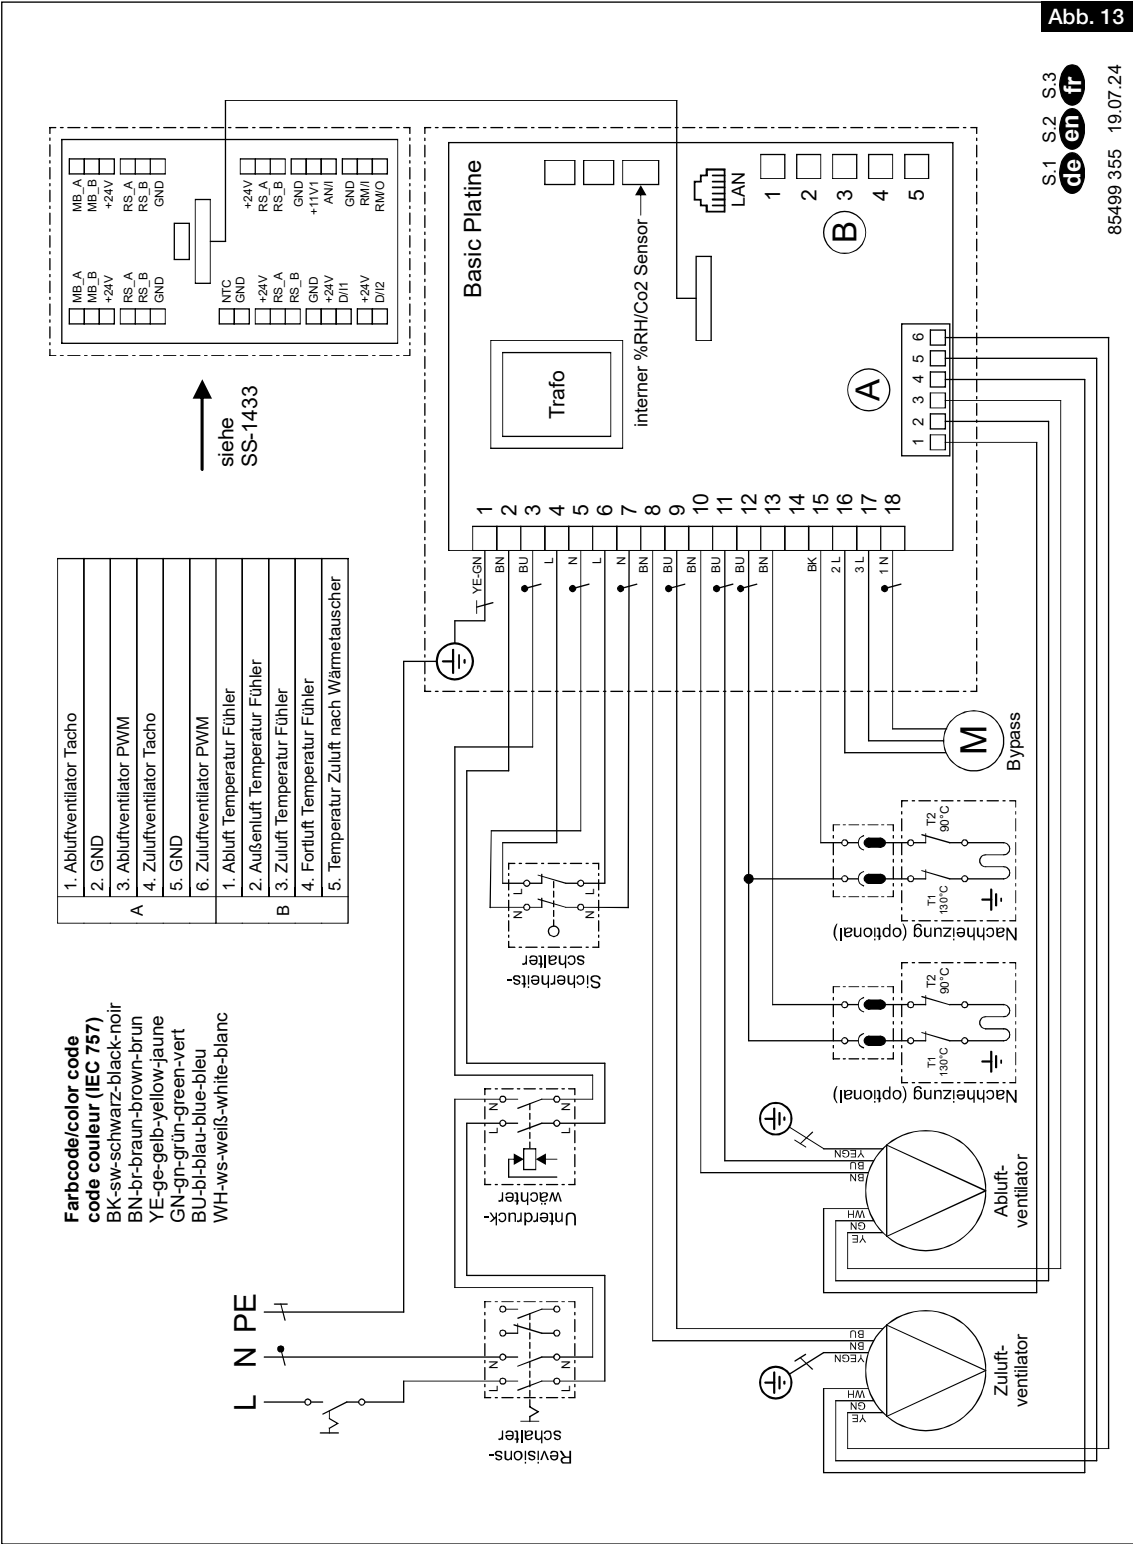 Abb. 13
S.1 S.2 S.3
de en fr
85499 355 19.07.24
MB_A
MB_B
+24V
RS_A
RS_B
GND
NTC
GND
+24V
RS_A
RS_B
GND
+24V
D/I1
+24V
D/I2
MB_A
MB_B
+24V
RS_A
RS_B
GND
+24V
RS_A
RS_B
GND
+11V1
AN/I
GND
RM/I
RM/O
siehe
SS-1433
Basic Platine
Trafo
interner %RH/Co2 Sensor
LAN
1
2
3
4
5
B
A
1 2 3 4 5 6
1
2
3
4
5
6
7
8
9
10
11
12
13
14
15
16
17
18
YE-GN
BN
BU
L
N
L
N
BN
BU
BN
BU
BU
BN
BK
2 L
3 L
1 N
A
1. Abluftventilator Tacho
2. GND
3. Abluftventilator PWM
4. Zuluftventilator Tacho
5. GND
6. Zuluftventilator PWM
B
1. Abluft Temperatur Fühler
2. Außenluft Temperatur Fühler
3. Zuluft Temperatur Fühler
4. Fortluft Temperatur Fühler
5. Temperatur Zuluft nach Wärmetauscher
Farbcode/color code
code couleur (IEC 757)
BK-sw-schwarz-black-noir
BN-br-braun-brown-brun
YE-ge-gelb-yellow-jaune
GN-gn-grün-green-vert
BU-bl-blau-blue-bleu
WH-ws-weiß-white-blanc
L N PE
Revisions-
schalter
L N
L N
Unterdruck-
wächter
L N
L N
Sicherheits-
schalter
N L
N L
Zuluft-
ventilator
YE
GN
WH
YEGN
BN
BU
Abluft-
ventilator
YE
GN
WH
BN
BU
YEGN
Nachheizung (optional)
T1
130°C
T2
90°C
Nachheizung (optional)
T1
130°C
T2
90°C
M
Bypass